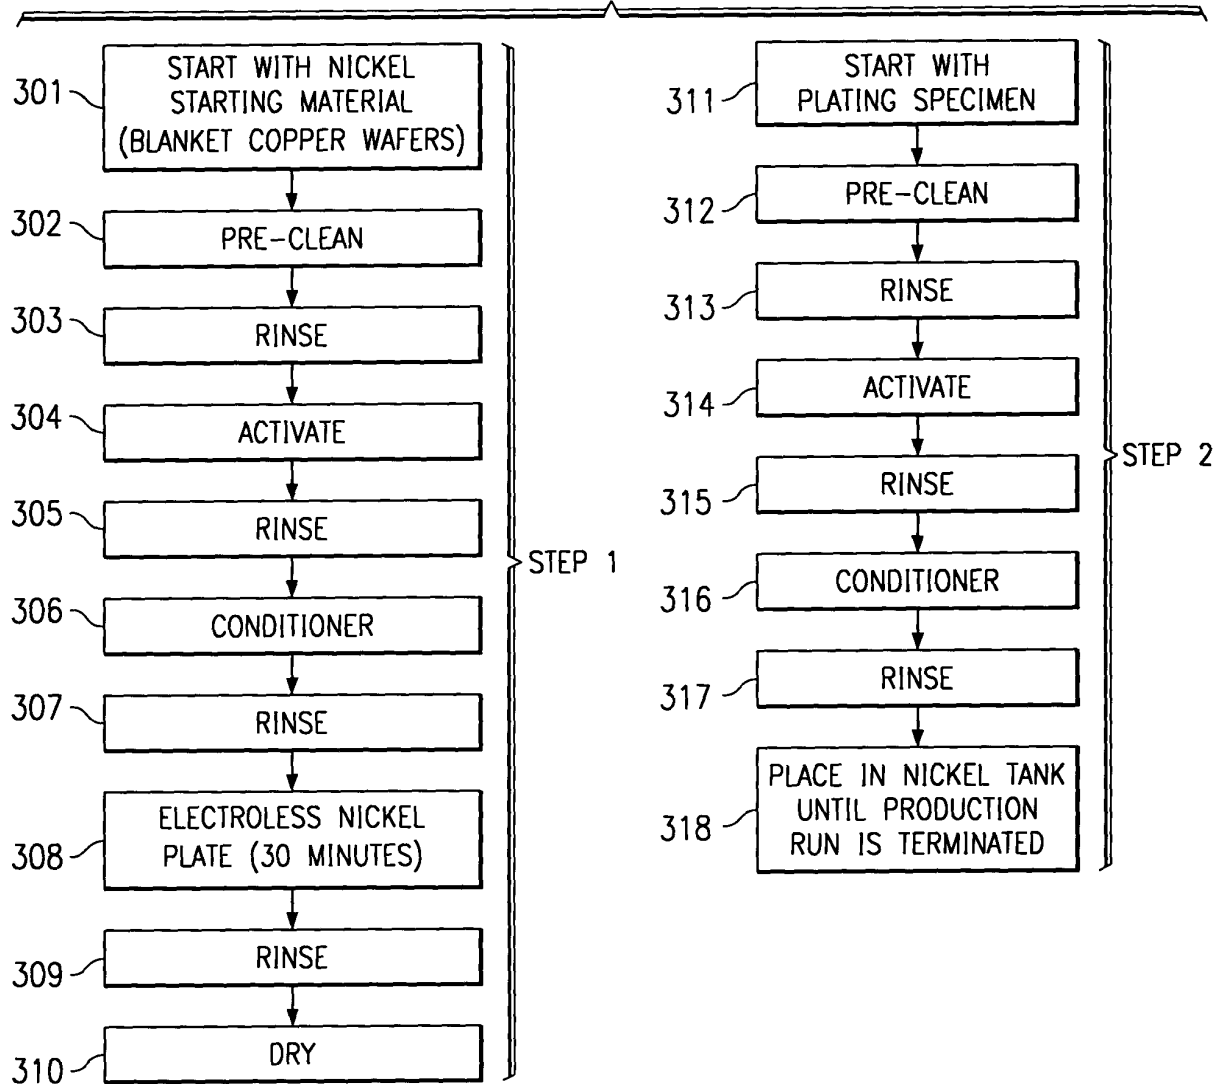 301
START WITH NICKEL
STARTING MATERIAL
(BLANKET COPPER WAFERS)
302
PRE-CLEAN
303
RINSE
304
ACTIVATE
305
RINSE
306
CONDITIONER
307
RINSE
308
ELECTROLESS NICKEL
PLATE (30 MINUTES)
309
RINSE
310
DRY
STEP 1
311
START WITH
PLATING SPECIMEN
312
PRE-CLEAN
313
RINSE
314
ACTIVATE
315
RINSE
316
CONDITIONER
317
RINSE
318
PLACE IN NICKEL TANK
UNTIL PRODUCTION
RUN IS TERMINATED
STEP 2